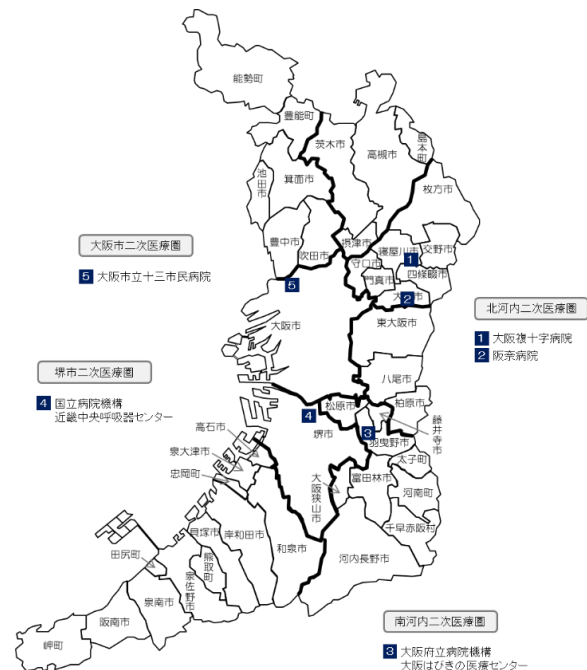 能勢町
豊能町
茨木市
高槻市
島本町
箕面市
池田市
枚方市
豊中市
吹田市
摂津市
寝屋川市
交野市
守口市
門真市
四條畷市
1
大阪市二次医療圏
5 大阪市立十三市民病院
5
大 市
2
大阪市
東大阪市
北河内二次医療圏
1 大阪複十字病院
2 阪奈病院
八尾市
堺市二次医療圏
4 国立病院機構
近畿中央呼吸器センター
柏原市
松原市
4
堺市
藤井寺市
3
羽曳野市
高石市
泉大津市
忠岡町
太子町
大阪狭山市
富田林市
河南町
千早赤阪村
貝塚市
岸和田市
和泉市
河内長野市
田尻町
熊取町
泉佐野市
泉南市
阪南市
岬町
南河内二次医療圏
3 大阪府立病院機構
大阪はびきの医療センター